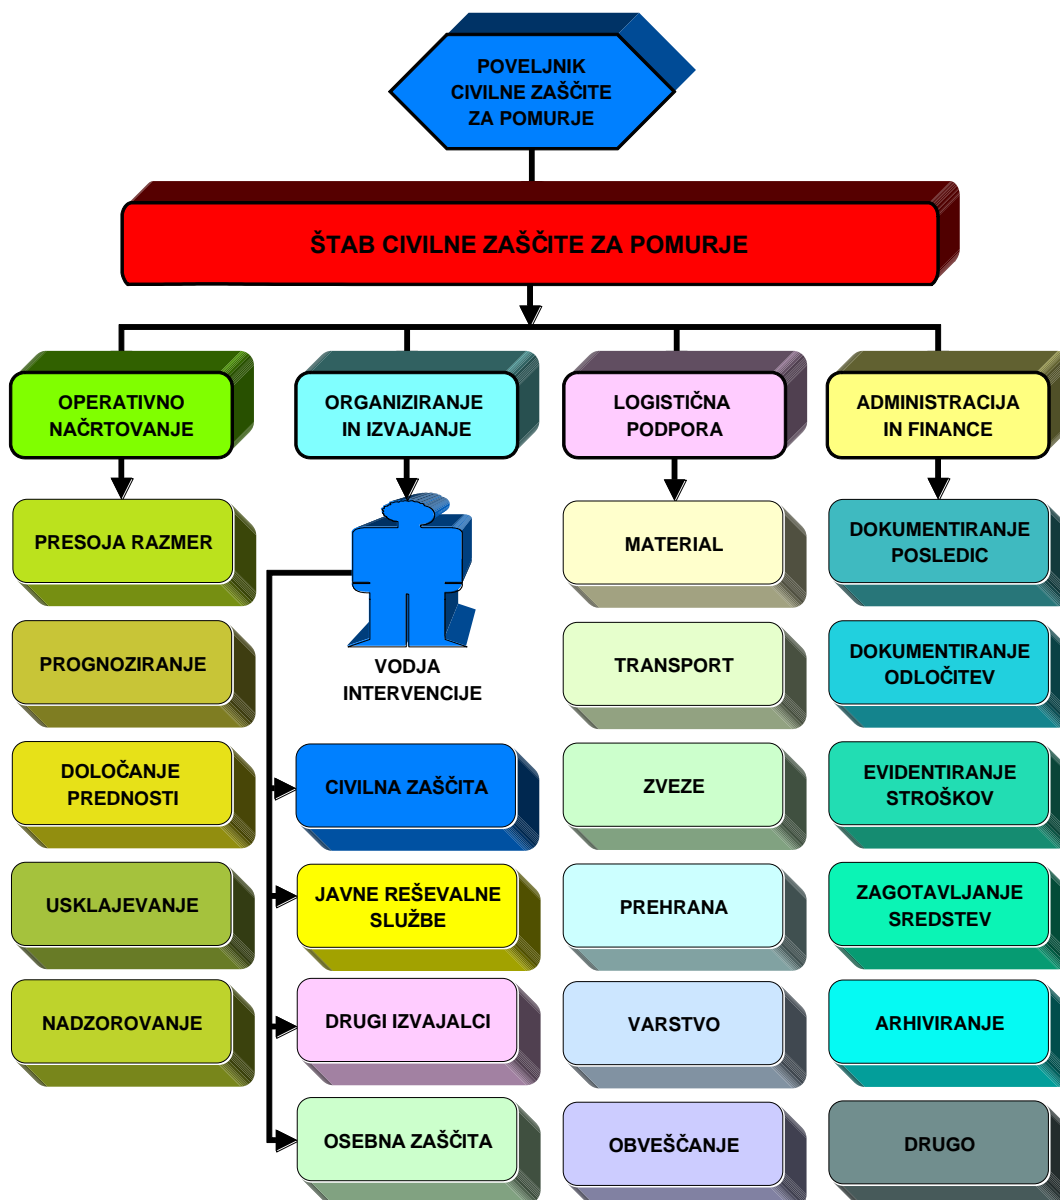 POVELJNIK
CIVILNE ZAŠČITE
ZA POMURJE
ŠTAB CIVILNE ZAŠČITE ZA POMURJE
OPERATIVNO
NAČRTOVANJE
PRESOJA RAZMER
PROGNOZIRANJE
DOLOČANJE
PREDNOSTI
USKLAJEVANJE
NADZOROVANJE
ORGANIZIRANJE
IN IZVAJANJE
VODJA
INTERVENCIJE
CIVILNA ZAŠČITA
JAVNE REŠEVALNE
SLUŽBE
DRUGI IZVAJALCI
OSEBNA ZAŠČITA
LOGISTIČNA
PODPORA
MATERIAL
TRANSPORT
ZVEZE
PREHRANA
VARSTVO
OBVEŠČANJE
ADMINISTRACIJA
IN FINANCE
DOKUMENTIRANJE
POSLEDIC
DOKUMENTIRANJE
ODLOČITEV
EVIDENTIRANJE
STROŠKOV
ZAGOTAVLJANJE
SREDSTEV
ARHIVIRANJE
DRUGO